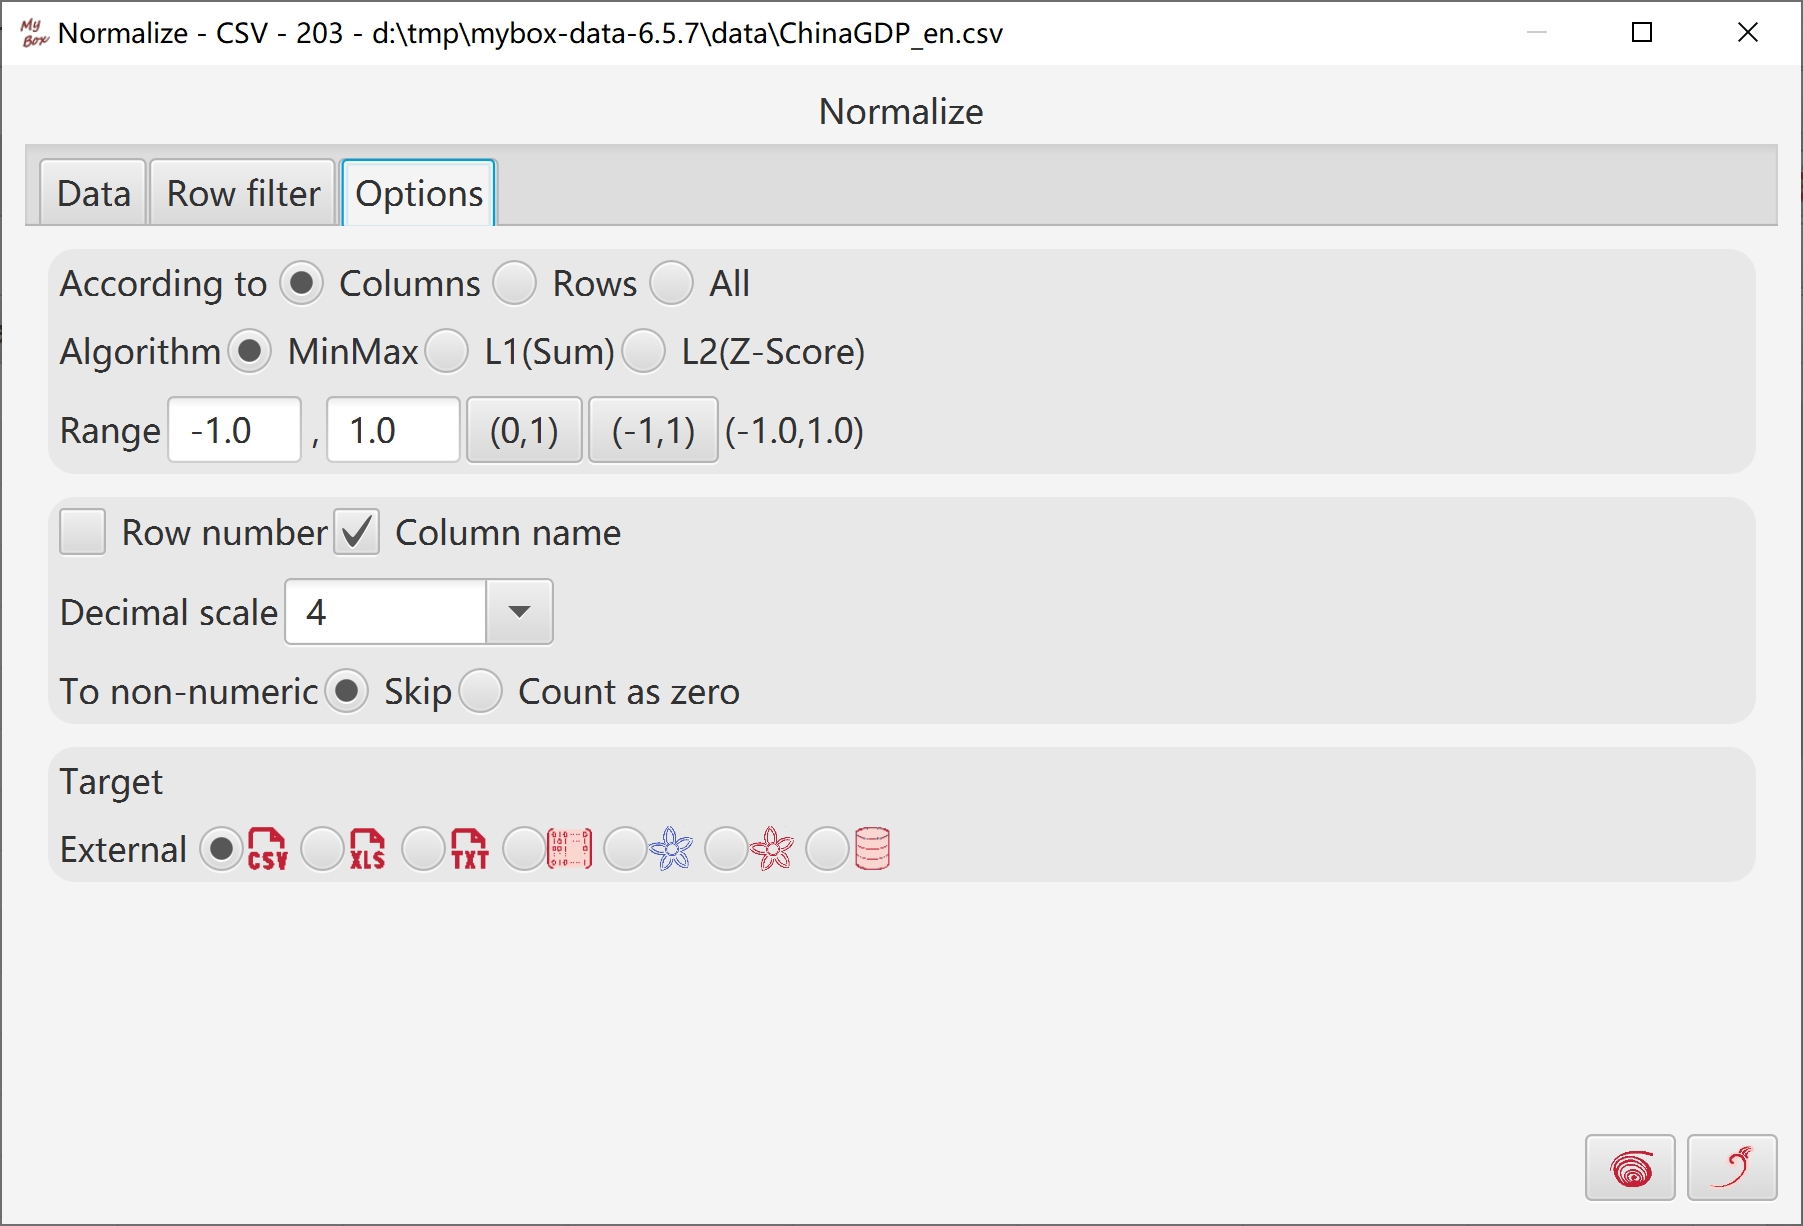 My Box Normalize - CSV - 203 - d:\tmp\mybox-data-6.5.7\data\ChinaGDP_en.csv
Normalize
Data Row filter Options
According to Columns Rows All
Algorithm MinMax L1(Sum) L2(Z-Score)
Range -1.0 , 1.0 (0,1) (-1,1) (-1.0,1.0)
Row number Column name
Decimal scale 4
To non-numeric Skip Count as zero
Target
External CSV XLS TXT